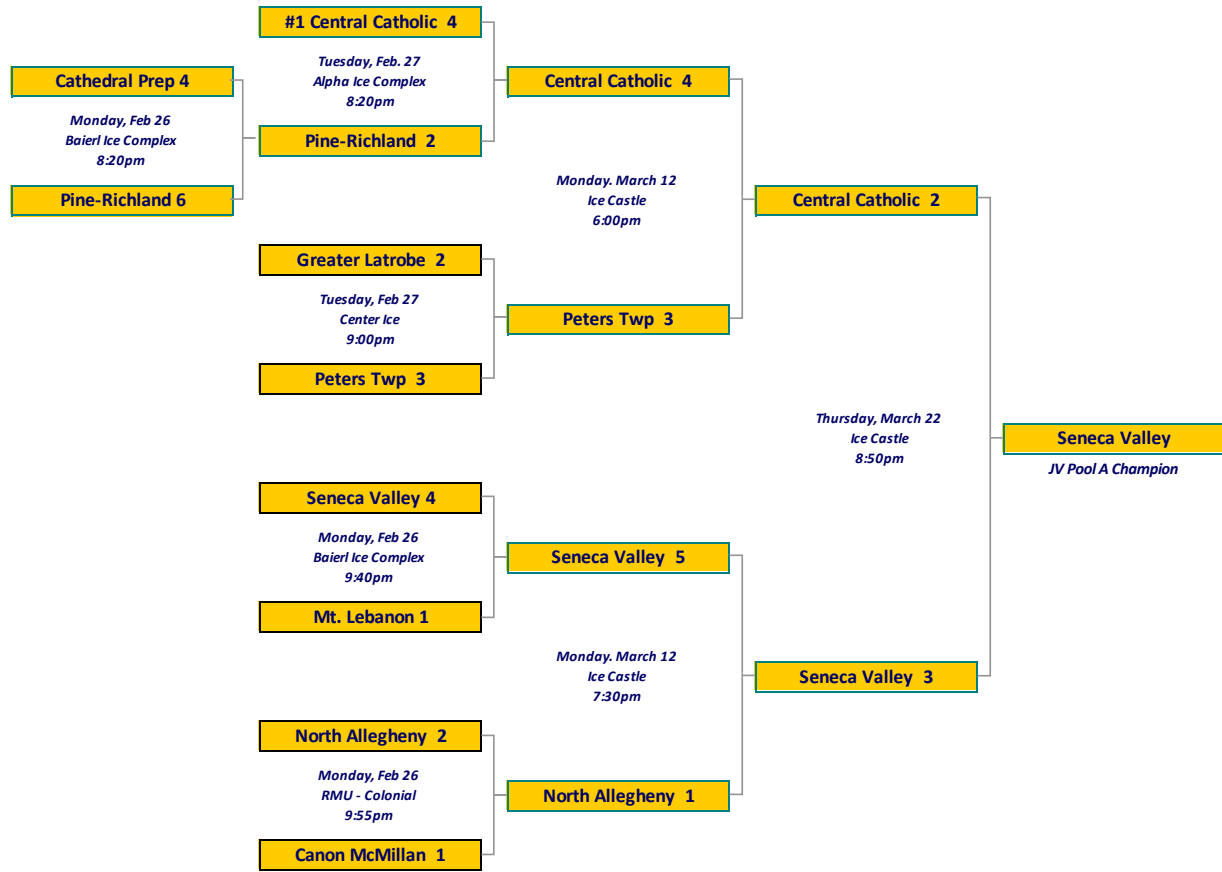 #1 Central Catholic 4
Tuesday, Feb. 27
Alpha Ice Complex
8:20pm
Cathedral Prep 4
Monday, Feb 26
Baierl Ice Complex
8:20pm
Pine-Richland 6
Pine-Richland 2
Central Catholic 4
Monday. March 12
Ice Castle
6:00pm
Central Catholic 2
Greater Latrobe 2
Tuesday, Feb 27
Center Ice
9:00pm
Peters Twp 3
Peters Twp 3
Thursday, March 22
Ice Castle
8:50pm
Seneca Valley
JV Pool A Champion
Seneca Valley 4
Monday, Feb 26
Baierl Ice Complex
9:40pm
Mt. Lebanon 1
Seneca Valley 5
Monday. March 12
Ice Castle
7:30pm
Seneca Valley 3
North Allegheny 2
Monday, Feb 26
RMU - Colonial
9:55pm
Canon McMillan 1
North Allegheny 1